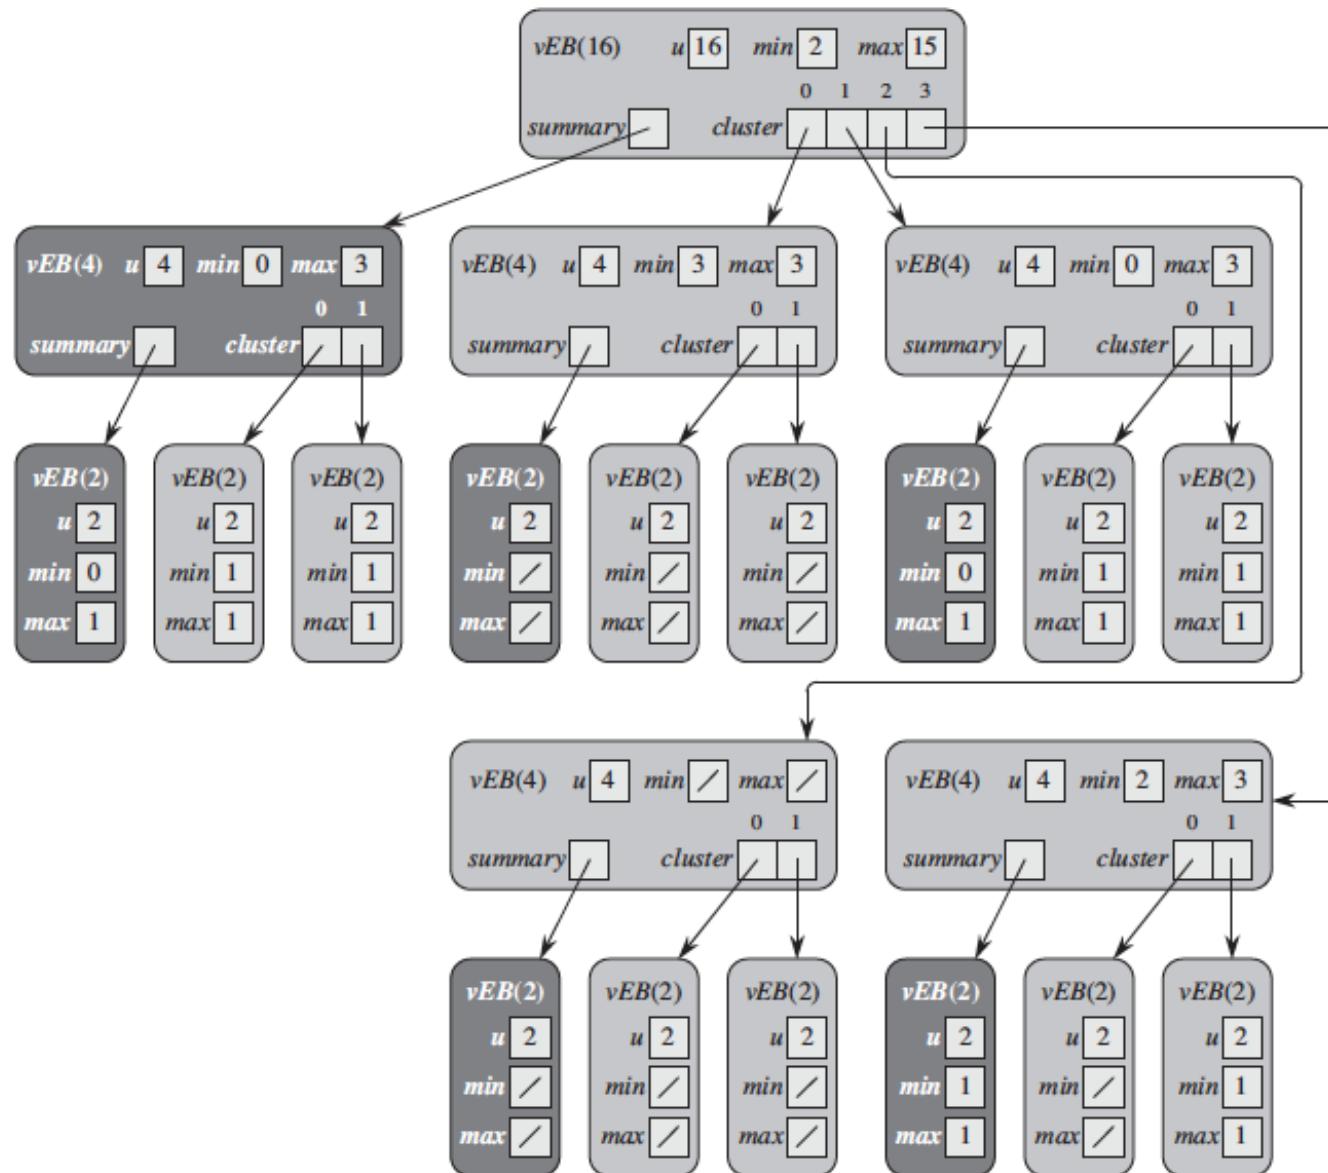 vEB(16) u 16 min 2 max 15
0 1 2 3
summary cluster
vEB(4) u 4 min 0 max 3
0 1
summary cluster
vEB(4) u 4 min 3 max 3
0 1
summary cluster
vEB(4) u 4 min 0 max 3
0 1
summary cluster
vEB(2)
u 2
min 0
max 1
vEB(2)
u 2
min 1
max 1
vEB(2)
u 2
min 1
max 1
vEB(2)
u 2
min /
max /
vEB(2)
u 2
min /
max /
vEB(2)
u 2
min /
max /
vEB(2)
u 2
min 0
max 1
vEB(2)
u 2
min 1
max 1
vEB(2)
u 2
min 1
max 1
vEB(4) u 4 min / max /
0 1
summary cluster
vEB(4) u 4 min 2 max 3
0 1
summary cluster
vEB(2)
u 2
min /
max /
vEB(2)
u 2
min /
max /
vEB(2)
u 2
min /
max /
vEB(2)
u 2
min 1
max 1
vEB(2)
u 2
min /
max /
vEB(2)
u 2
min 1
max 1